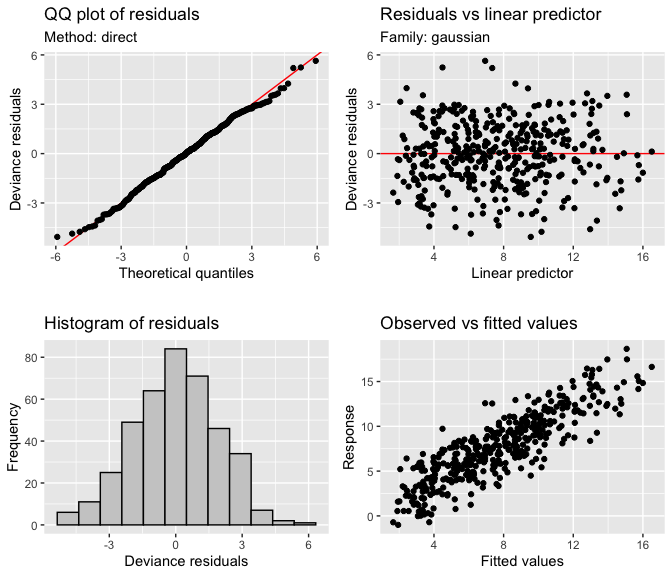 QQ plot of residuals
Method: direct
Deviance residuals
6
3
0
-3
-6
-3
0
3
6
Theoretical quantiles
Residuals vs linear predictor
Family: gaussian
Deviance residuals
6
3
0
-3
4
8
12
16
Linear predictor
Histogram of residuals
Frequency
80
60
40
20
0
-3
0
3
6
Deviance residuals
Observed vs fitted values
Response
15
10
5
0
4
8
12
16
Fitted values